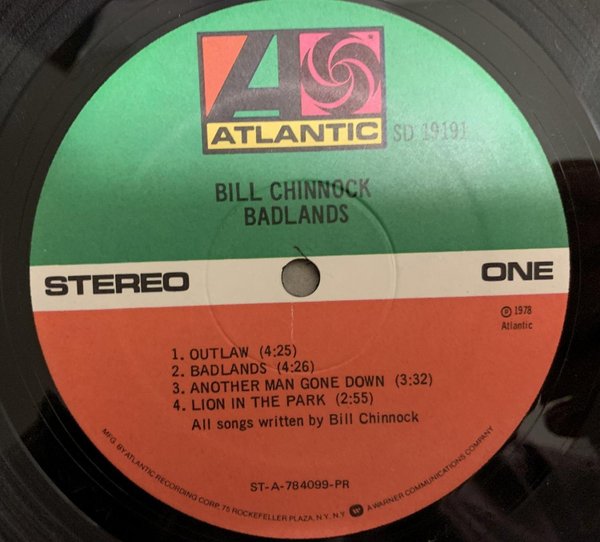 ATLANTIC
SD 19191
BILL CHINNOCK
BADLANDS
STEREO
ONE
Ⓟ 1978
Atlantic
1. OUTLAW (4:25)
2. BADLANDS (4:26)
3. ANOTHER MAN GONE DOWN (3:32)
4. LION IN THE PARK (2:55)
All songs written by Bill Chinnock
ST-A-784099-PR
MFG. BY ATLANTIC RECORDING CORP. 75 ROCKEFELLER PLAZA, N.Y. N.Y. A WARNER COMMUNICATIONS COMPANY